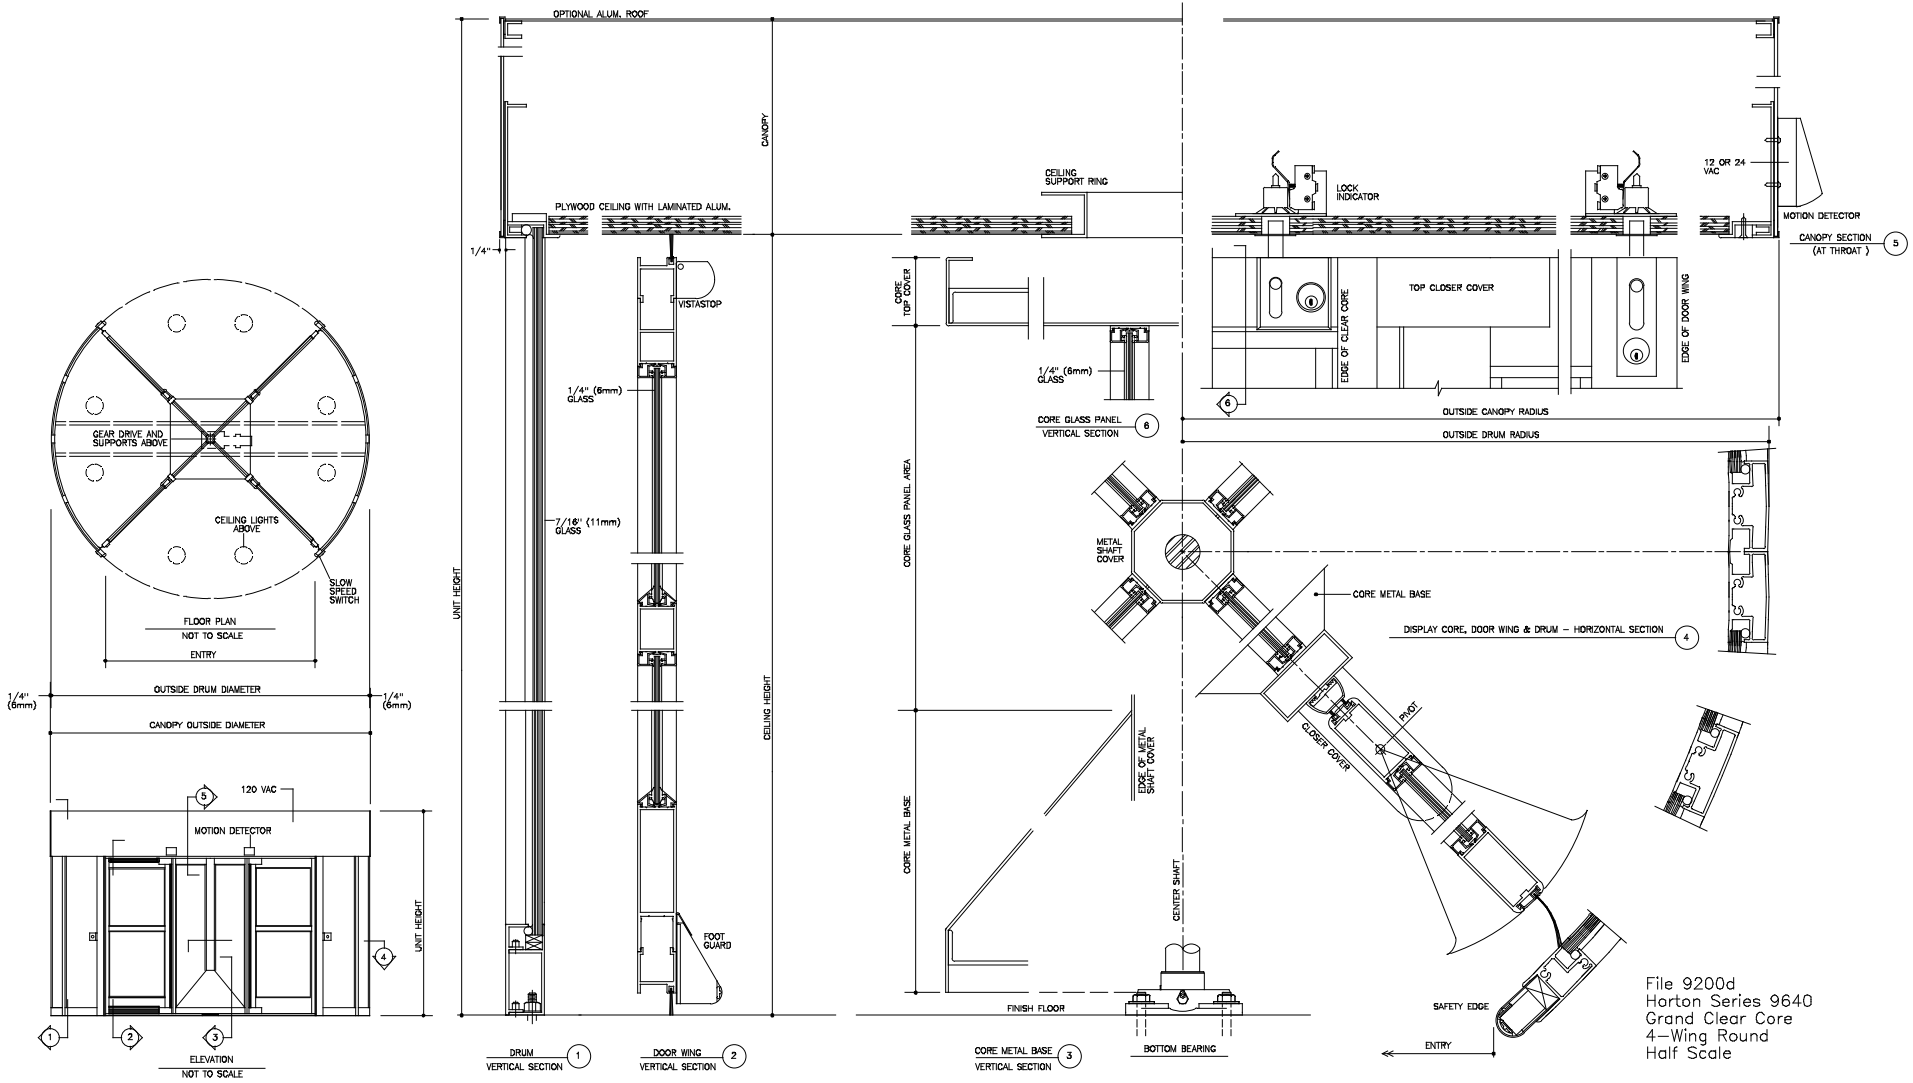 OPTIONAL ALUM. ROOF
CANOPY
CEILING
SUPPORT RING
LOCK
INDICATOR
12 OR 24
VAC
MOTION DETECTOR
CANOPY SECTION
(AT THROAT )
5
PLYWOOD CEILING WITH LAMINATED ALUM.
1/4"
VISTASTOP
CORE
TOP COVER
TOP CLOSER COVER
EDGE OF CLEAR CORE
EDGE OF DOOR WING
1/4" (6mm)
GLASS
1/4" (6mm)
GLASS
6
CORE GLASS PANEL
VERTICAL SECTION
6
OUTSIDE CANOPY RADIUS
OUTSIDE DRUM RADIUS
GEAR DRIVE AND
SUPPORTS ABOVE
CEILING LIGHTS
ABOVE
SLOW
SPEED
SWITCH
FLOOR PLAN
NOT TO SCALE
ENTRY
OUTSIDE DRUM DIAMETER
1/4"
(6mm)
1/4"
(6mm)
CANOPY OUTSIDE DIAMETER
7/16" (11mm)
GLASS
UNIT HEIGHT
CEILING HEIGHT
CORE GLASS PANEL AREA
METAL
SHAFT
COVER
CORE METAL BASE
DISPLAY CORE, DOOR WING & DRUM - HORIZONTAL SECTION
4
PIVOT
CLOSER COVER
EDGE OF METAL
SHAFT COVER
CORE METAL BASE
CENTER SHAFT
5
120 VAC
MOTION DETECTOR
UNIT HEIGHT
4
1
2
3
ELEVATION
NOT TO SCALE
FOOT
GUARD
FINISH FLOOR
SAFETY EDGE
ENTRY
DRUM
VERTICAL SECTION
1
DOOR WING
VERTICAL SECTION
2
CORE METAL BASE
VERTICAL SECTION
3
BOTTOM BEARING
File 9200d
Horton Series 9640
Grand Clear Core
4-Wing Round
Half Scale